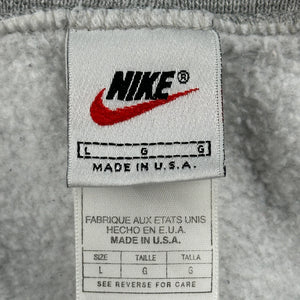 NIKE®
L G G
MADE IN U.S.A.
FABRIQUE AUX ETATS UNIS
HECHO EN E.U.A.
MADE IN U.S.A.
SIZE TAILLE TALLA
L G G
SEE REVERSE FOR CARE